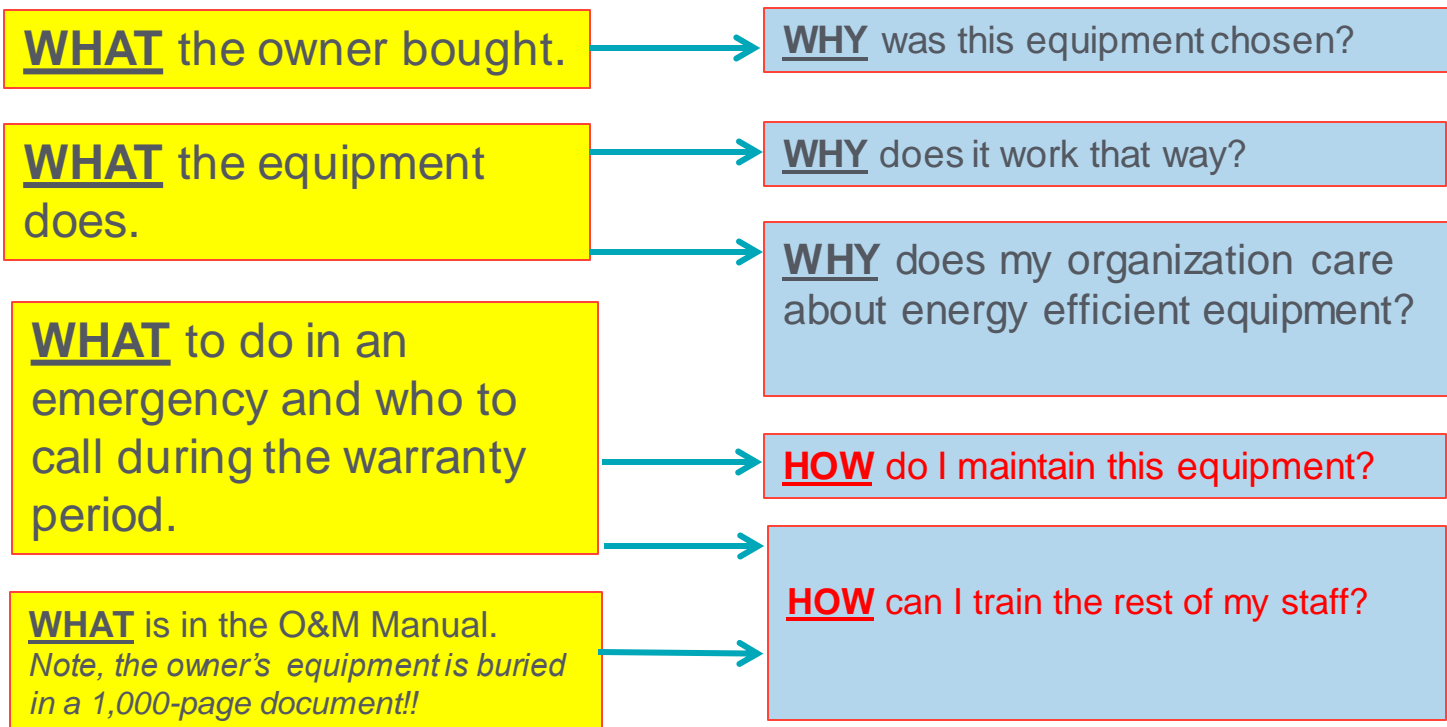 WHAT the owner bought.
WHY was this equipment chosen?
WHAT the equipment
does.
WHY does it work that way?
WHY does my organization care
about energy efficient equipment?
WHAT to do in an
emergency and who to
call during the warranty
period.
HOW do I maintain this equipment?
HOW can I train the rest of my staff?
WHAT is in the O&M Manual.
Note, the owner's equipment is buried
in a 1,000-page document!!